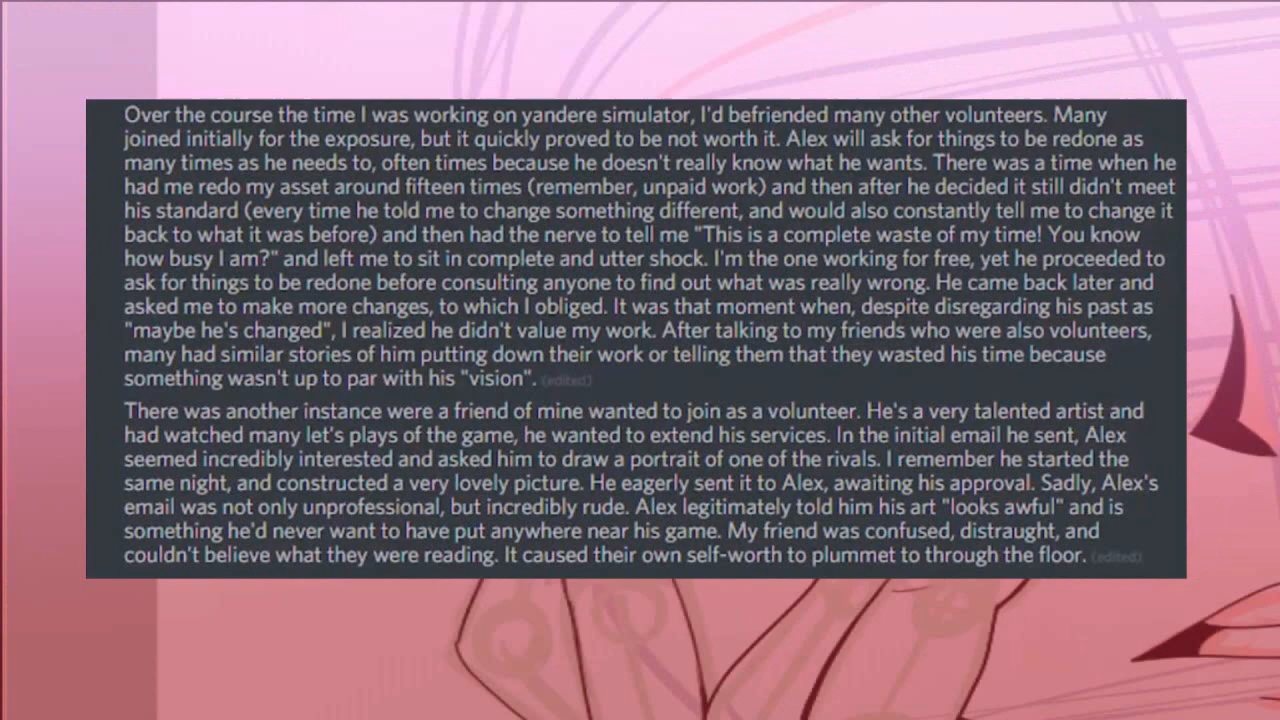 Over the course the time I was working on yandere simulator, I'd befriended many other volunteers. Many
joined initially for the exposure, but it quickly proved to be not worth it. Alex will ask for things to be redone as
many times as he needs to, often times because he doesn't really know what he wants. There was a time when he
had me redo my asset around fifteen times (remember, unpaid work) and then after he decided it still didn't meet
his standard (every time he told me to change something different, and would also constantly tell me to change it
back to what it was before) and then had the nerve to tell me "This is a complete waste of my time! You know
how busy I am?" and left me to sit in complete and utter shock. I'm the one working for free, yet he proceeded to
ask for things to be redone before consulting anyone to find out what was really wrong. He came back later and
asked me to make more changes, to which I obliged. It was that moment when, despite disregarding his past as
"maybe he's changed", I realized he didn't value my work. After talking to my friends who were also volunteers,
many had similar stories of him putting down their work or telling them that they wasted his time because
something wasn't up to par with his "vision". (edited)
There was another instance were a friend of mine wanted to join as a volunteer. He's a very talented artist and
had watched many let's plays of the game, he wanted to extend his services. In the initial email he sent, Alex
seemed incredibly interested and asked him to draw a portrait of one of the rivals. I remember he started the
same night, and constructed a very lovely picture. He eagerly sent it to Alex, awaiting his approval. Sadly, Alex's
email was not only unprofessional, but incredibly rude. Alex legitimately told him his art "looks awful" and is
something he'd never want to have put anywhere near his game. My friend was confused, distraught, and
couldn't believe what they were reading. It caused their own self-worth to plummet to through the floor. (edited)